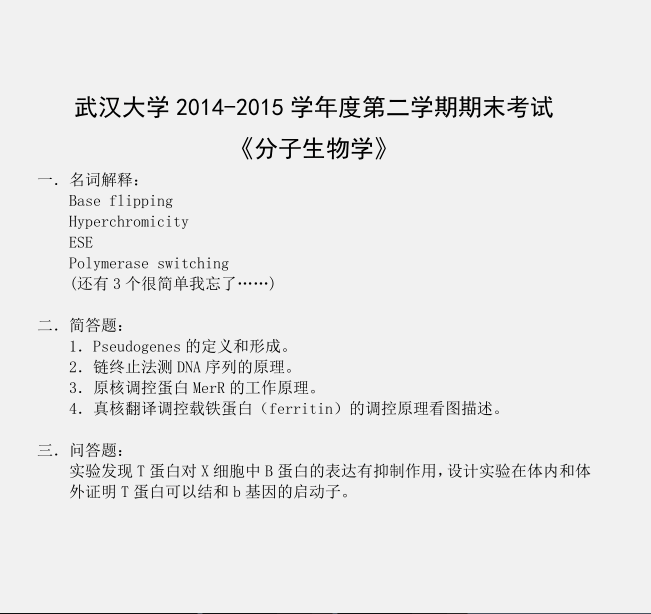 武汉大学 2014-2015 学年度第二学期期末考试
《分子生物学》
一. 名词解释:
Base flipping
Hyperchromicity
ESE
Polymerase switching
(还有 3 个很简单我忘了……)
二. 简答题:
1. Pseudogenes 的定义和形成。
2. 链终止法测 DNA 序列的原理。
3. 原核调控蛋白 MerR 的工作原理。
4. 真核翻译调控载铁蛋白（ferritin）的调控原理看图描述。
三. 问答题:
实验发现 T 蛋白对 X 细胞中 B 蛋白的表达有抑制作用,设计实验在体内和体
外证明 T 蛋白可以结和 b 基因的启动子。